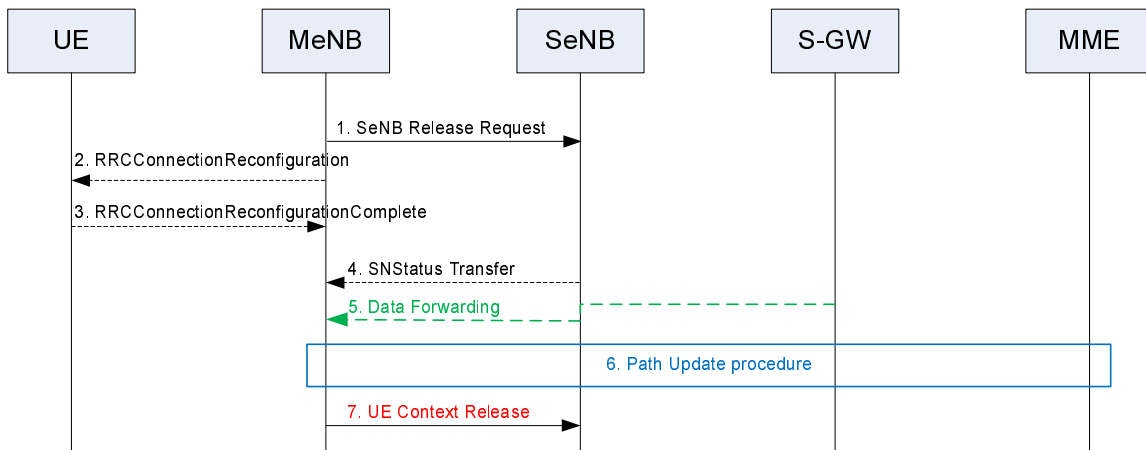 UE
MeNB
SeNB
S-GW
MME
1. SeNB Release Request
2. RRCConnectionReconfiguration
3. RRCConnectionReconfigurationComplete
4. SNStatus Transfer
5. Data Forwarding
6. Path Update procedure
7. UE Context Release